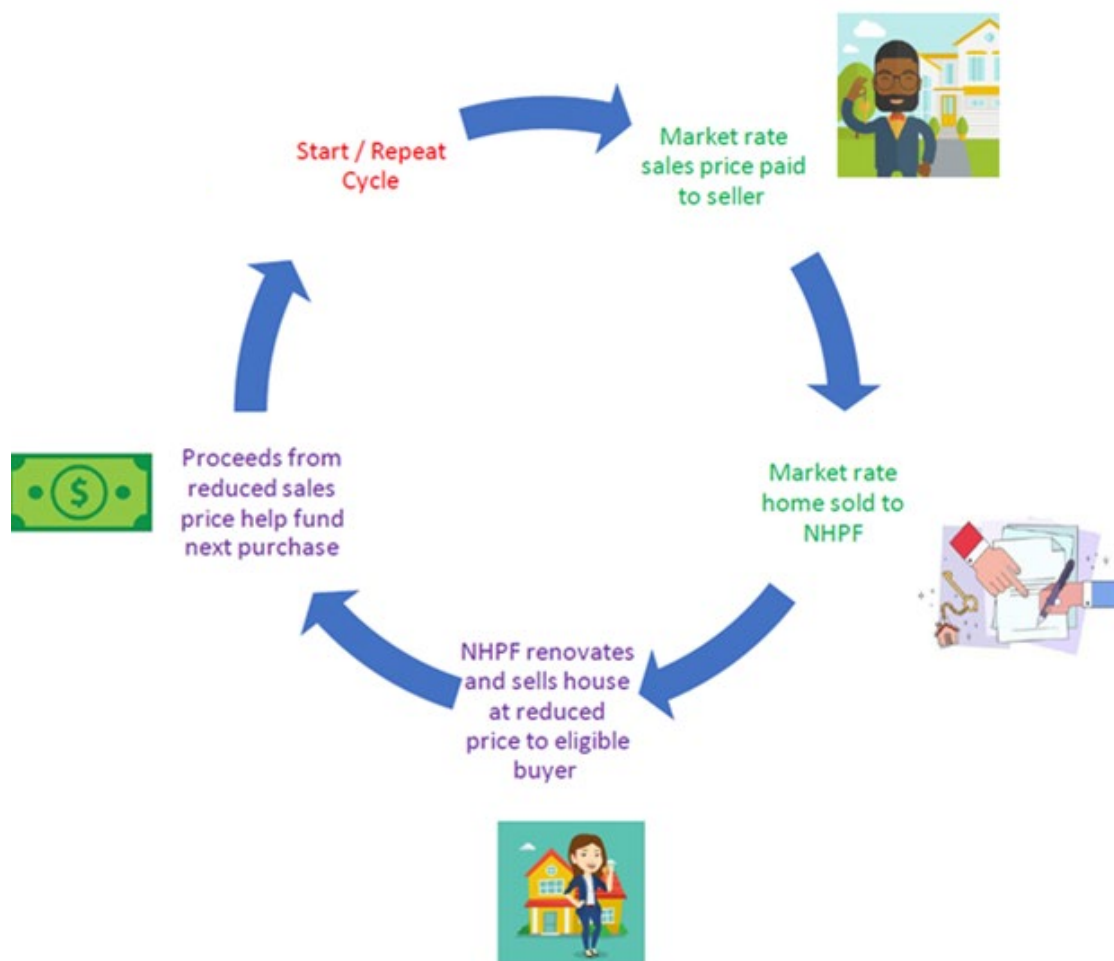 Start / Repeat
Cycle
Market rate
sales price paid
to seller
Market rate
home sold to
NHPF
NHPF renovates
and sells house
at reduced
price to eligible
buyer
Proceeds from
reduced sales
price help fund
next purchase
$